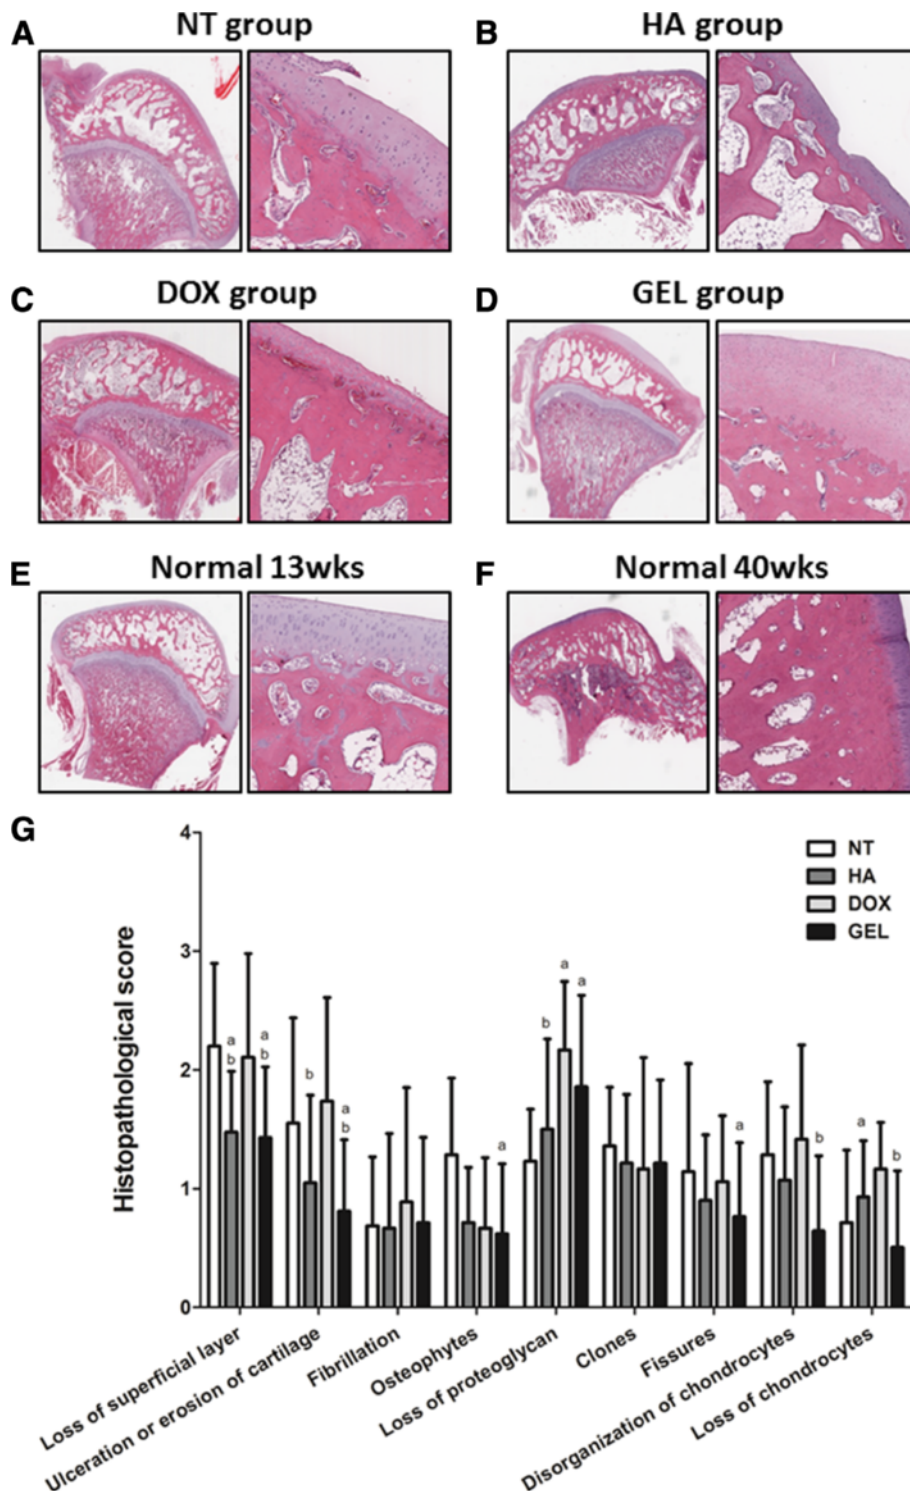 A NT group
B HA group
C DOX group
D GEL group
E Normal 13wks
F Normal 40wks
G
Histopathological score
4
3
2
1
0
NT
HA
DOX
GEL
a
b
a
b
b
a
b
a
b
a
a
a
b
a
b
Loss of superficial layer
Ulceration or erosion of cartilage
Fibrillation
Osteophytes
Loss of proteoglycan
Clones
Fissures
Disorganization of chondrocytes
Loss of chondrocytes